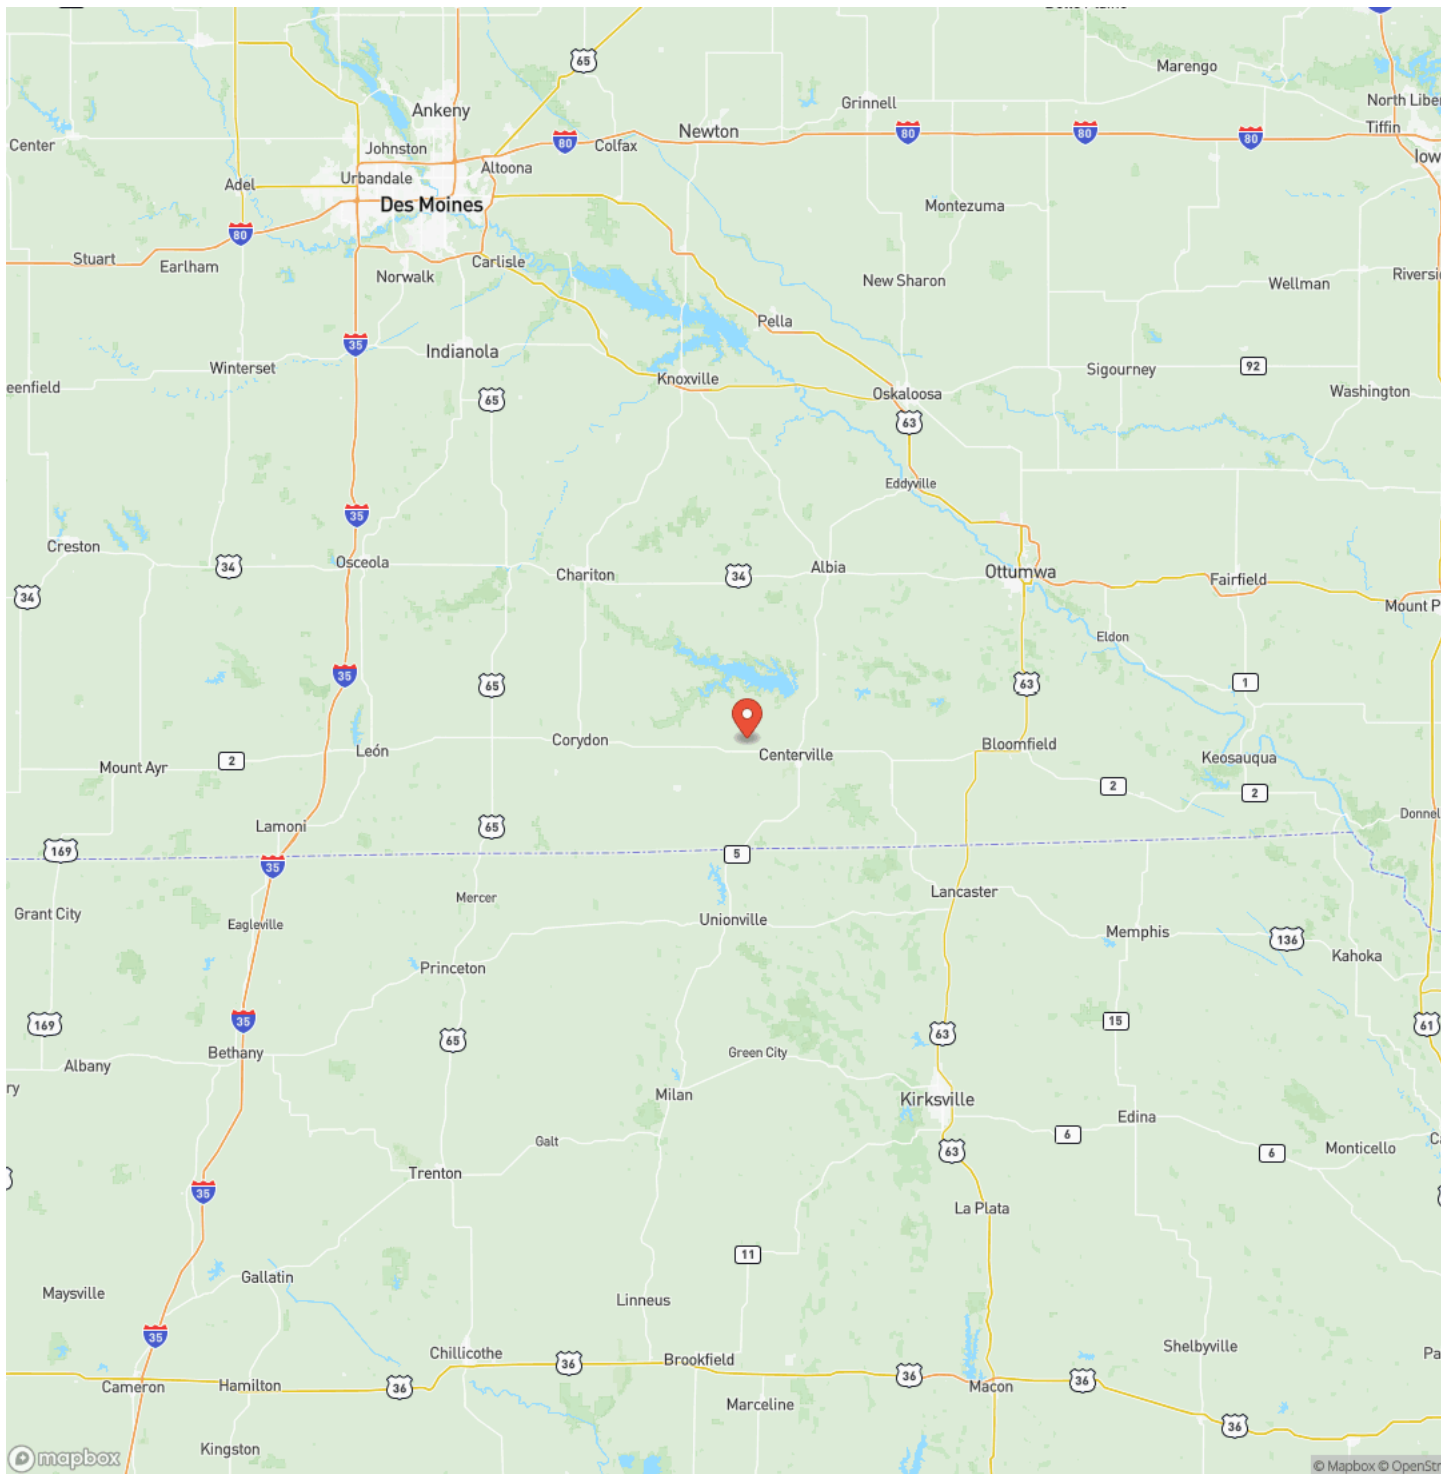 65
Marengo
Ankeny
Grinnell
North Liber
Newton
Tiffin
80
80
80
80
Center
Johnston
Colfax
Iow
Altoona
Urbandale
Adel
Des Moines
Montezuma
80
Stuart
Earlham
Carlisle
Norwalk
New Sharon
Riversi
Wellman
Pella
35
Indianola
Winterset
92
Sigourney
Knoxville
eenfield
Washington
Oskaloosa
65
63
Eddyville
35
Creston
Osceola
34
Chariton
34
Albia
Ottumwa
Fairfield
34
Mount P
Eldon
35
65
63
1
Corydon
Bloomfield
León
Centerville
Keosauqua
2
Mount Ayr
2
2
Lamoni
65
Donnel
169
5
35
Mercer
Lancaster
Grant City
Unionville
Eagleville
Memphis
136
Kahoka
Princeton
169
35
15
61
65
63
Bethany
Green City
Albany
ry
Milan
Kirksville
Edina
6
Galt
Monticello
C
63
6
Trenton
35
La Plata
11
Gallatin
Maysville
Linneus
35
Shelbyville
Chillicothe
Brookfield
Pa
36
36
36
Cameron
Hamilton
36
Macon
Marceline
36
Kingston
mapbox
© Mapbox © OpenStr